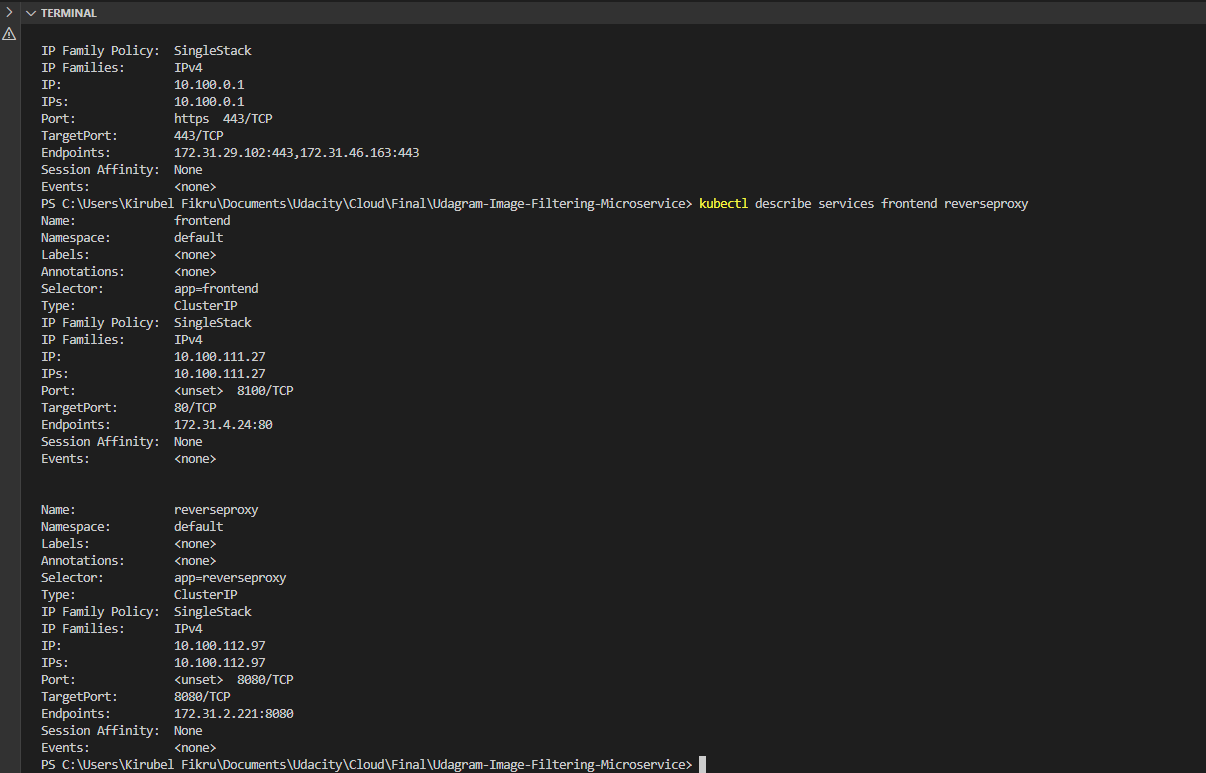 TERMINAL
IP Family Policy:  SingleStack
IP Families:       IPv4
IP:                10.100.0.1
IPs:               10.100.0.1
Port:              https  443/TCP
TargetPort:        443/TCP
Endpoints:         172.31.29.102:443,172.31.46.163:443
Session Affinity:  None
Events:            <none>
PS C:\Users\Kirubel Fikru\Documents\Udacity\Cloud\Final\Udagram-Image-Filtering-Microservice> kubectl describe services frontend reverseproxy
Name:              frontend
Namespace:         default
Labels:            <none>
Annotations:       <none>
Selector:          app=frontend
Type:              ClusterIP
IP Family Policy:  SingleStack
IP Families:       IPv4
IP:                10.100.111.27
IPs:               10.100.111.27
Port:              <unset>  8100/TCP
TargetPort:        80/TCP
Endpoints:         172.31.4.24:80
Session Affinity:  None
Events:            <none>
Name:              reverseproxy
Namespace:         default
Labels:            <none>
Annotations:       <none>
Selector:          app=reverseproxy
Type:              ClusterIP
IP Family Policy:  SingleStack
IP Families:       IPv4
IP:                10.100.112.97
IPs:               10.100.112.97
Port:              <unset>  8080/TCP
TargetPort:        8080/TCP
Endpoints:         172.31.2.221:8080
Session Affinity:  None
Events:            <none>
PS C:\Users\Kirubel Fikru\Documents\Udacity\Cloud\Final\Udagram-Image-Filtering-Microservice>